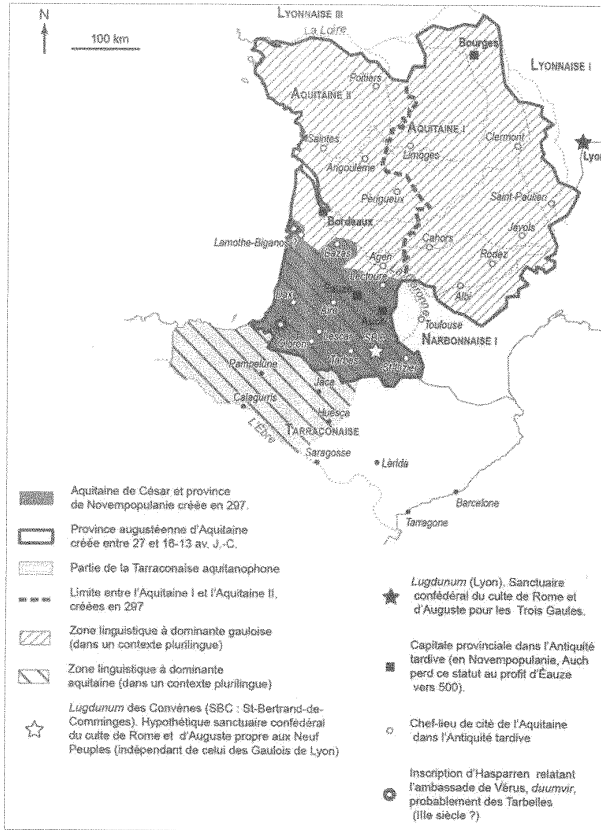 N
100 km
LYONNAISE III
La Loire
Bourges
LYONNAISE I
Poitiers
AQUITAINE II
AQUITAINE I
Lyon
Saintes
Limoges
Clermont
Angoulême
Saint-Paulien
Périgueux
Bordeaux
Javols
Lamothe-Biganos
Bazas
Cahors
Rodez
Agen
Lectoure
Albi
Garonne
Dax
Aire
Toulouse
NARBONNAISE I
Lescar
SBC
Oloron
Tarbes
St-Lizier
Pampelune
Jaca
Calagurris
Huesca
TARRACONAISE
L'Èbre
Saragosse
Lérida
Barcelone
Tarragone
Aquitaine de César et province
de Novempopulanie créée en 297.
Province augustéenne d'Aquitaine
créée entre 27 et 16-13 av. J.-C.
Partie de la Tarraconaise aquitanophone
Limite entre l'Aquitaine I et l'Aquitaine II,
créées en 297
Zone linguistique à dominante gauloise
(dans un contexte plurilingue)
Zone linguistique à dominante
aquitaine (dans un contexte plurilingue)
Lugdunum des Convènes (SBC : St-Bertrand-de-
Comminges). Hypothétique sanctuaire confédéral
du culte de Rome et d'Auguste propre aux Neuf
Peuples (indépendant de celui des Gaulois de Lyon)
Lugdunum (Lyon). Sanctuaire
confédéral du culte de Rome et
d'Auguste pour les Trois Gaules.
Capitale provinciale dans l'Antiquité
tardive (en Novempopulanie, Auch
perd ce statut au profit d'Éauze
vers 500).
Chef-lieu de cité de l'Aquitaine
dans l'Antiquité tardive
Inscription d'Hasparren relatant
l'ambassade de Vérus, duumvir,
probablement des Tarbelles
(IIIe siècle ?)